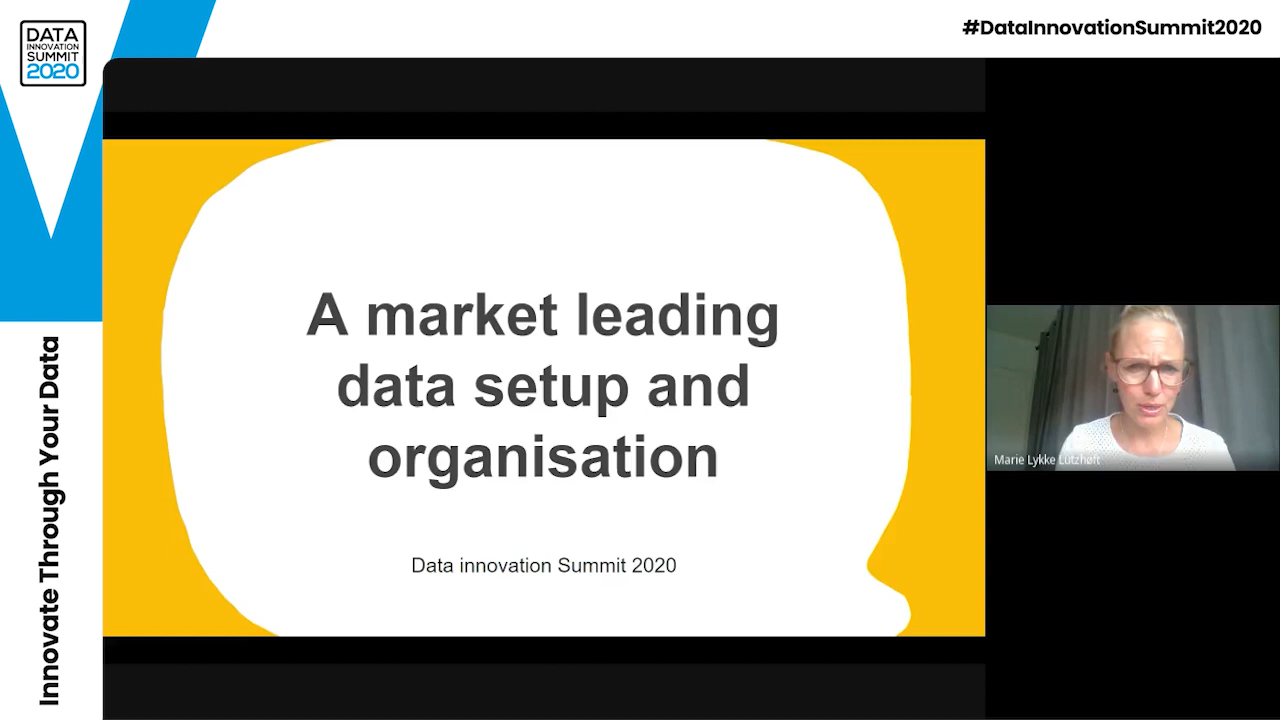 DATA
INNOVATION
SUMMIT
2020
#DataInnovationSummit2020
Innovate Through Your Data
A market leading
data setup and
organisation
Data innovation Summit 2020
Marie Lykke Lützhøft